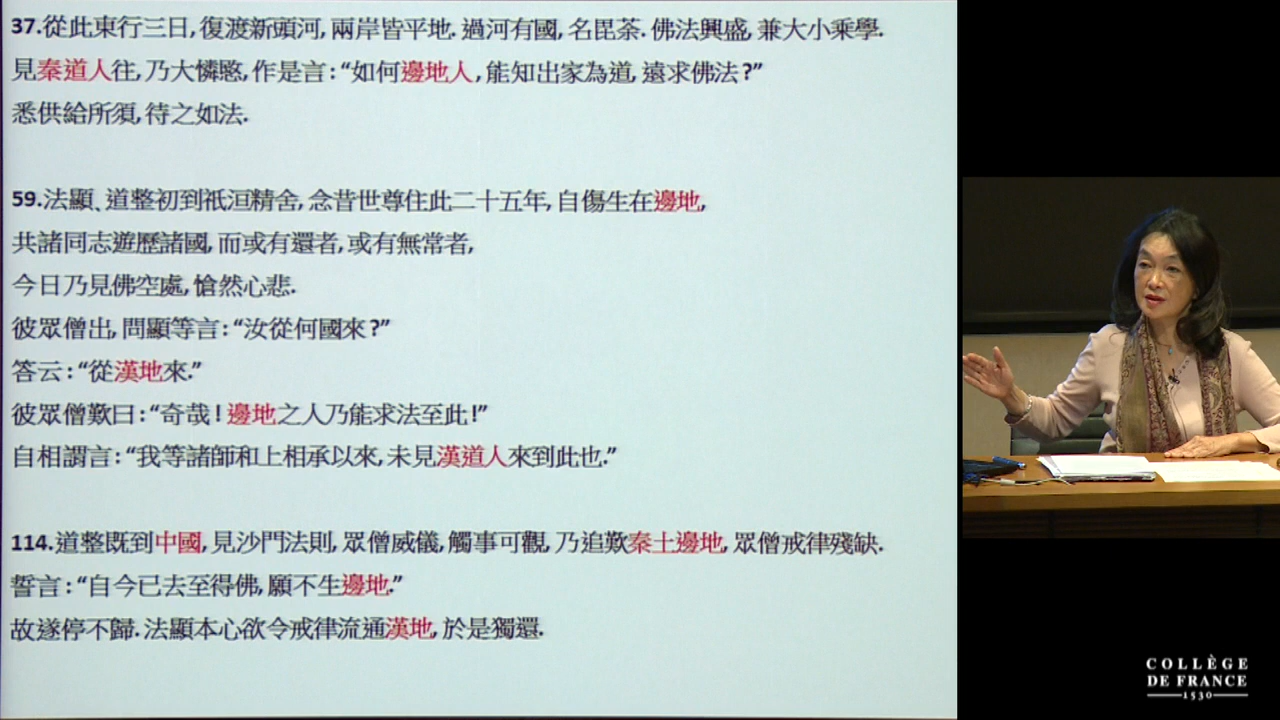 37.從此東行三日, 復渡新頭河, 兩岸皆平地. 過河有國, 名毘荼. 佛法興盛, 兼大小乘學.
見秦道人往, 乃大憐愍, 作是言 : “如何邊地人, 能知出家為道, 遠求佛法 ?”
悉供給所須, 待之如法.
59.法顯、道整初到祇洹精舍, 念昔世尊住此二十五年, 自傷生在邊地,
共諸同志遊歷諸國, 而或有還者, 或有無常者,
今日乃見佛空處, 愴然心悲.
彼眾僧出, 問顯等言 : “汝從何國來 ?”
答云 : “從漢地來.”
彼眾僧歎曰 : “奇哉 ! 邊地之人乃能求法至此 !”
自相謂言 : “我等諸師和上相承以來, 未見漢道人來到此也.”
114.道整既到中國, 見沙門法則, 眾僧威儀, 觸事可觀, 乃追歎秦土邊地, 眾僧戒律殘缺.
誓言 : “自今已去至得佛, 願不生邊地.”
故遂停不歸. 法顯本心欲令戒律流通漢地, 於是獨還.
COLLÈGE
DE FRANCE
1530